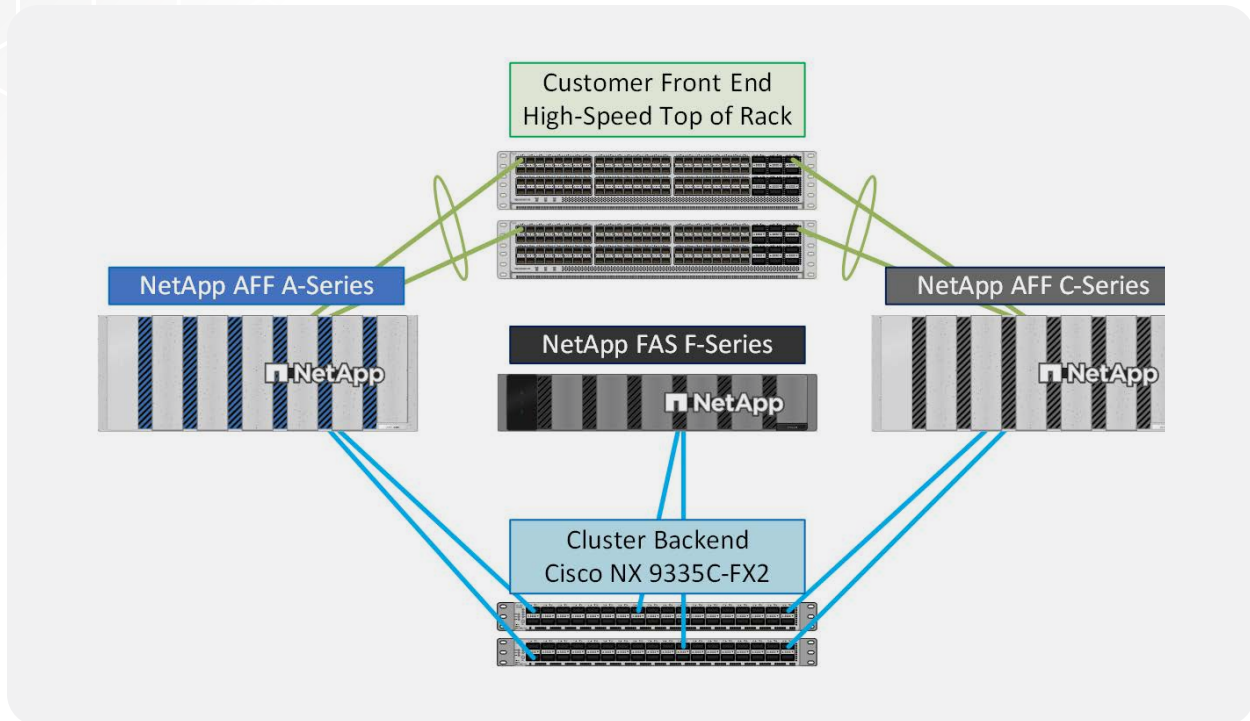 Customer Front End
High-Speed Top of Rack
NetApp AFF A-Series
NetApp AFF C-Series
NetApp FAS F-Series
NetApp
NetApp
NetApp
Cluster Backend
Cisco NX 9335C-FX2